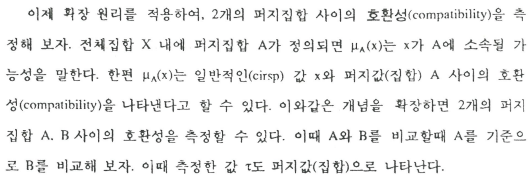 이제 확장 원리를 적용하여, 2개의 퍼지집합 사이의 호환성(compatibility)을 측
정해 보자. 전체집합 X 내에 퍼지집합 A가 정의되면 μA(x)는 x가 A에 소속될 가
능성을 말한다. 한편 μA(x)는 일반적인(cirsp) 값 x와 퍼지값(집합) A 사이의 호환
성(compatibility)을 나타낸다고 할 수 있다. 이와같은 개념을 확장하면 2개의 퍼지
집합 A, B 사이의 호환성을 측정할 수 있다. 이때 A와 B를 비교할때 A를 기준으
로 B를 비교해 보자. 이때 측정한 값 τ도 퍼지값(집합)으로 나타난다.